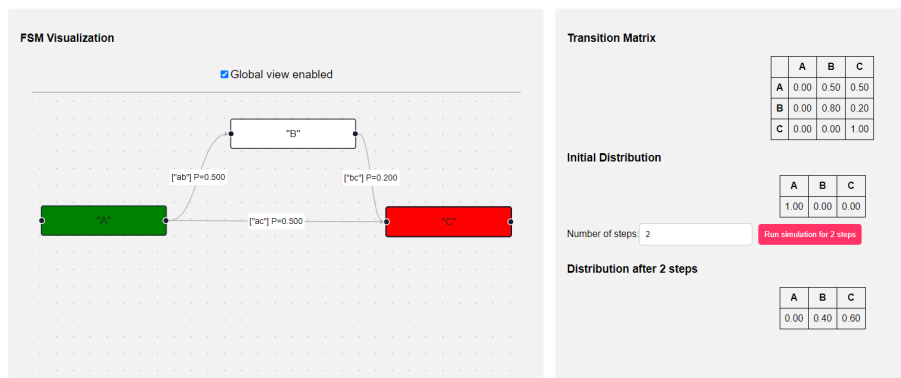 FSM Visualization
Global view enabled
"B"
["ab"] P=0.500
["bc"] P=0.200
"A"
["ac"] P=0.500
"C"
Transition Matrix
A B C
A 0.00 0.50 0.50
B 0.00 0.80 0.20
C 0.00 0.00 1.00
Initial Distribution
A B C
1.00 0.00 0.00
Number of steps: 2 Run simulation for 2 steps
Distribution after 2 steps
A B C
0.00 0.40 0.60